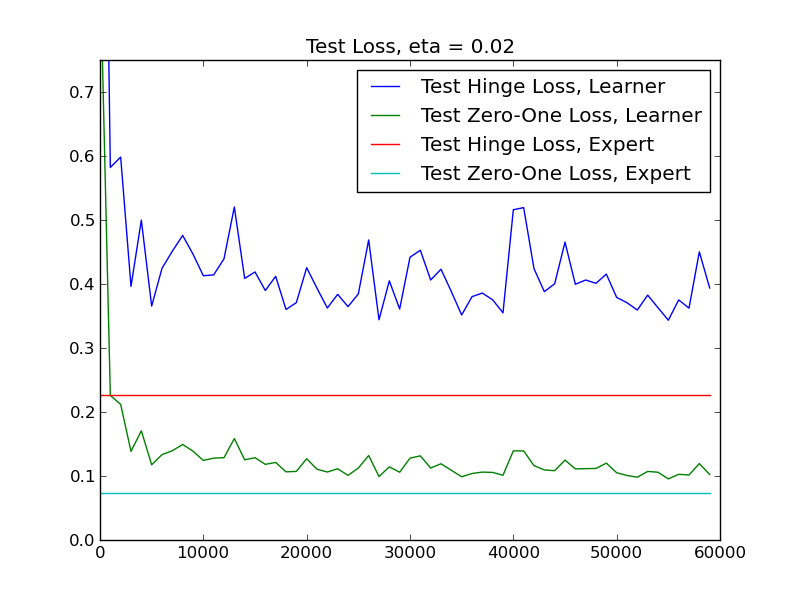 Test Loss, eta = 0.02
Test Hinge Loss, Learner
Test Zero-One Loss, Learner
Test Hinge Loss, Expert
Test Zero-One Loss, Expert
0.7
0.6
0.5
0.4
0.3
0.2
0.1
0.0
0 10000 20000 30000 40000 50000 60000